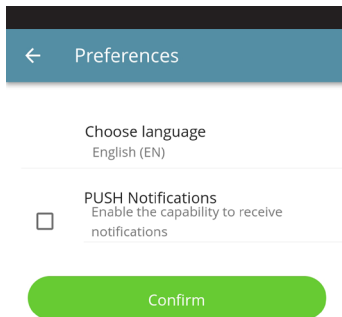 Preferences
Choose language
English (EN)
PUSH Notifications
Enable the capability to receive
notifications
Confirm